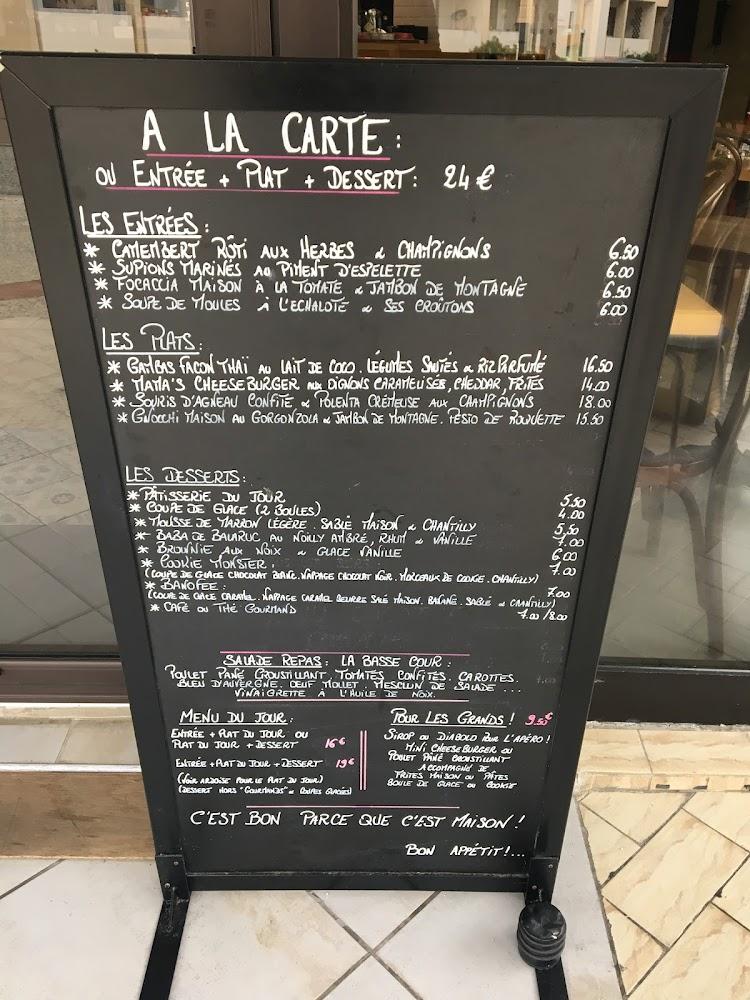 A LA CARTE :
OU ENTRÉE + PLAT + DESSERT : 24 €
LES ENTRÉES :
* CAMEMBERT RÔTI AUX HERBES & CHAMPIGNONS 6.50
* SUPIONS MARINÉS AU PIMENT D'ESPELETTE 6.00
* FOCACCIA MAISON À LA TOMATE & JAMBON DE MONTAGNE 6.50
* SOUPE DE MOULES À L'ECHALOTE & SES CROÛTONS 6.00
LES PLATS :
* GAMBAS FACON THAÏ AU LAIT DE COCO. LÉGUMES SAUTÉS & RIZ PARFUMÉ 16.50
* MAMA'S CHEESEBURGER AUX OIGNONS CARAMELISÉS, CHEDDAR, FRITES 14.00
* SOURIS D'AGNEAU CONFITE & POLENTA CRÉMEUSE AUX CHAMPIGNONS 18.00
* GNOCCHI MAISON AU GORGONZOLA & JAMBON DE MONTAGNE. PESTO DE ROQUETTE 15.50
LES DESSERTS :
* PÂTISSERIE DU JOUR 5.50
* COUPE DE GLACE (2 BOULES) 4.00
* MOUSSE DE MARRON LÉGÈRE. SABLÉ MAISON & CHANTILLY 5.50
* BABA DE BALARUC AU NOILLY AMBRÉ, RHUM & VANILLE 7.00
* BROWNIE AUX NOIX & GLACE VANILLE 6.00
* COOKIE MONSTER : 7.00
(COUPE DE GLACE CHOCOLAT BLANC. NAPPAGE CHOCOLAT NOIR. MORCEAUX DE COOKIE. CHANTILLY)
* BANOFEE : 7.00
(COUPE DE GLACE CARAMEL. NAPPAGE CARAMEL BEURRE SALÉ MAISON. BANANE. SABLÉ & CHANTILLY)
* CAFÉ OU THÉ GOURMAND 7.00 / 8.00
SALADE REPAS : LA BASSE COUR :
POULET PANÉ CROUSTILLANT. TOMATES CONFITES. CAROTTES.
BLEU D'AUVERGNE. OEUF MOLLET. MESCLUN DE SALADE ...
VINAIGRETTE À L'HUILE DE NOIX.
MENU DU JOUR :
ENTRÉE + PLAT DU JOUR OU
PLAT DU JOUR + DESSERT 16€
ENTRÉE + PLAT DU JOUR + DESSERT 19€
(VOIR ARDOISE POUR LE PLAT DU JOUR)
(DESSERT HORS "GOURMANDS" & COUPES GLACÉES)
POUR LES GRANDS ! 9.50€
SIROP OU DIABOLO POUR L'APÉRO !
MINI CHEESEBURGER OU
POULET PANÉ CROUSTILLANT
ACCOMPAGNÉ DE
FRITES MAISON OU PÂTES
BOULE DE GLACE OU COOKIE
C'EST BON PARCE QUE C'EST MAISON !
BON APPÉTIT !...